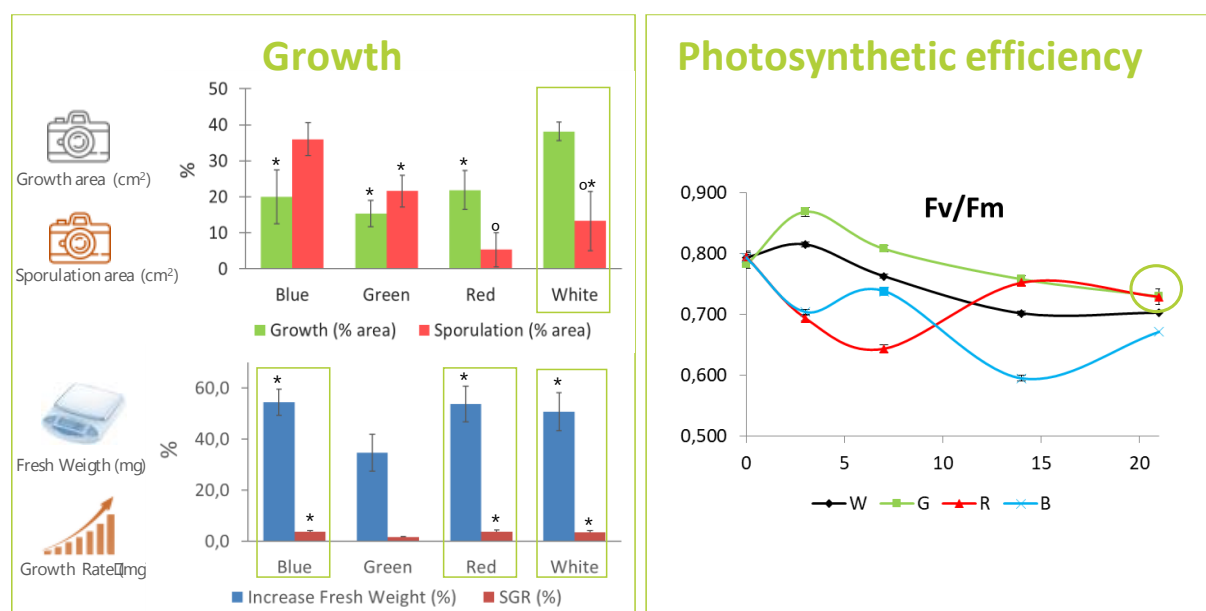 Growth
50
40
30
20
10
0
%
*
* *
*
o
o*
Blue Green Red White
Growth (% area) Sporulation (% area)
Growth area (cm²)
Sporulation area (cm²)
60,0
40,0
20,0
0,0
%
* *
* *
* *
Blue Green Red White
Increase Fresh Weight (%) SGR (%)
Fresh Weigth (mg)
Growth Rate (mg
Photosynthetic efficiency
Fv/Fm
0,900
0,800
0,700
0,600
0,500
0 5 10 15 20
W G R B